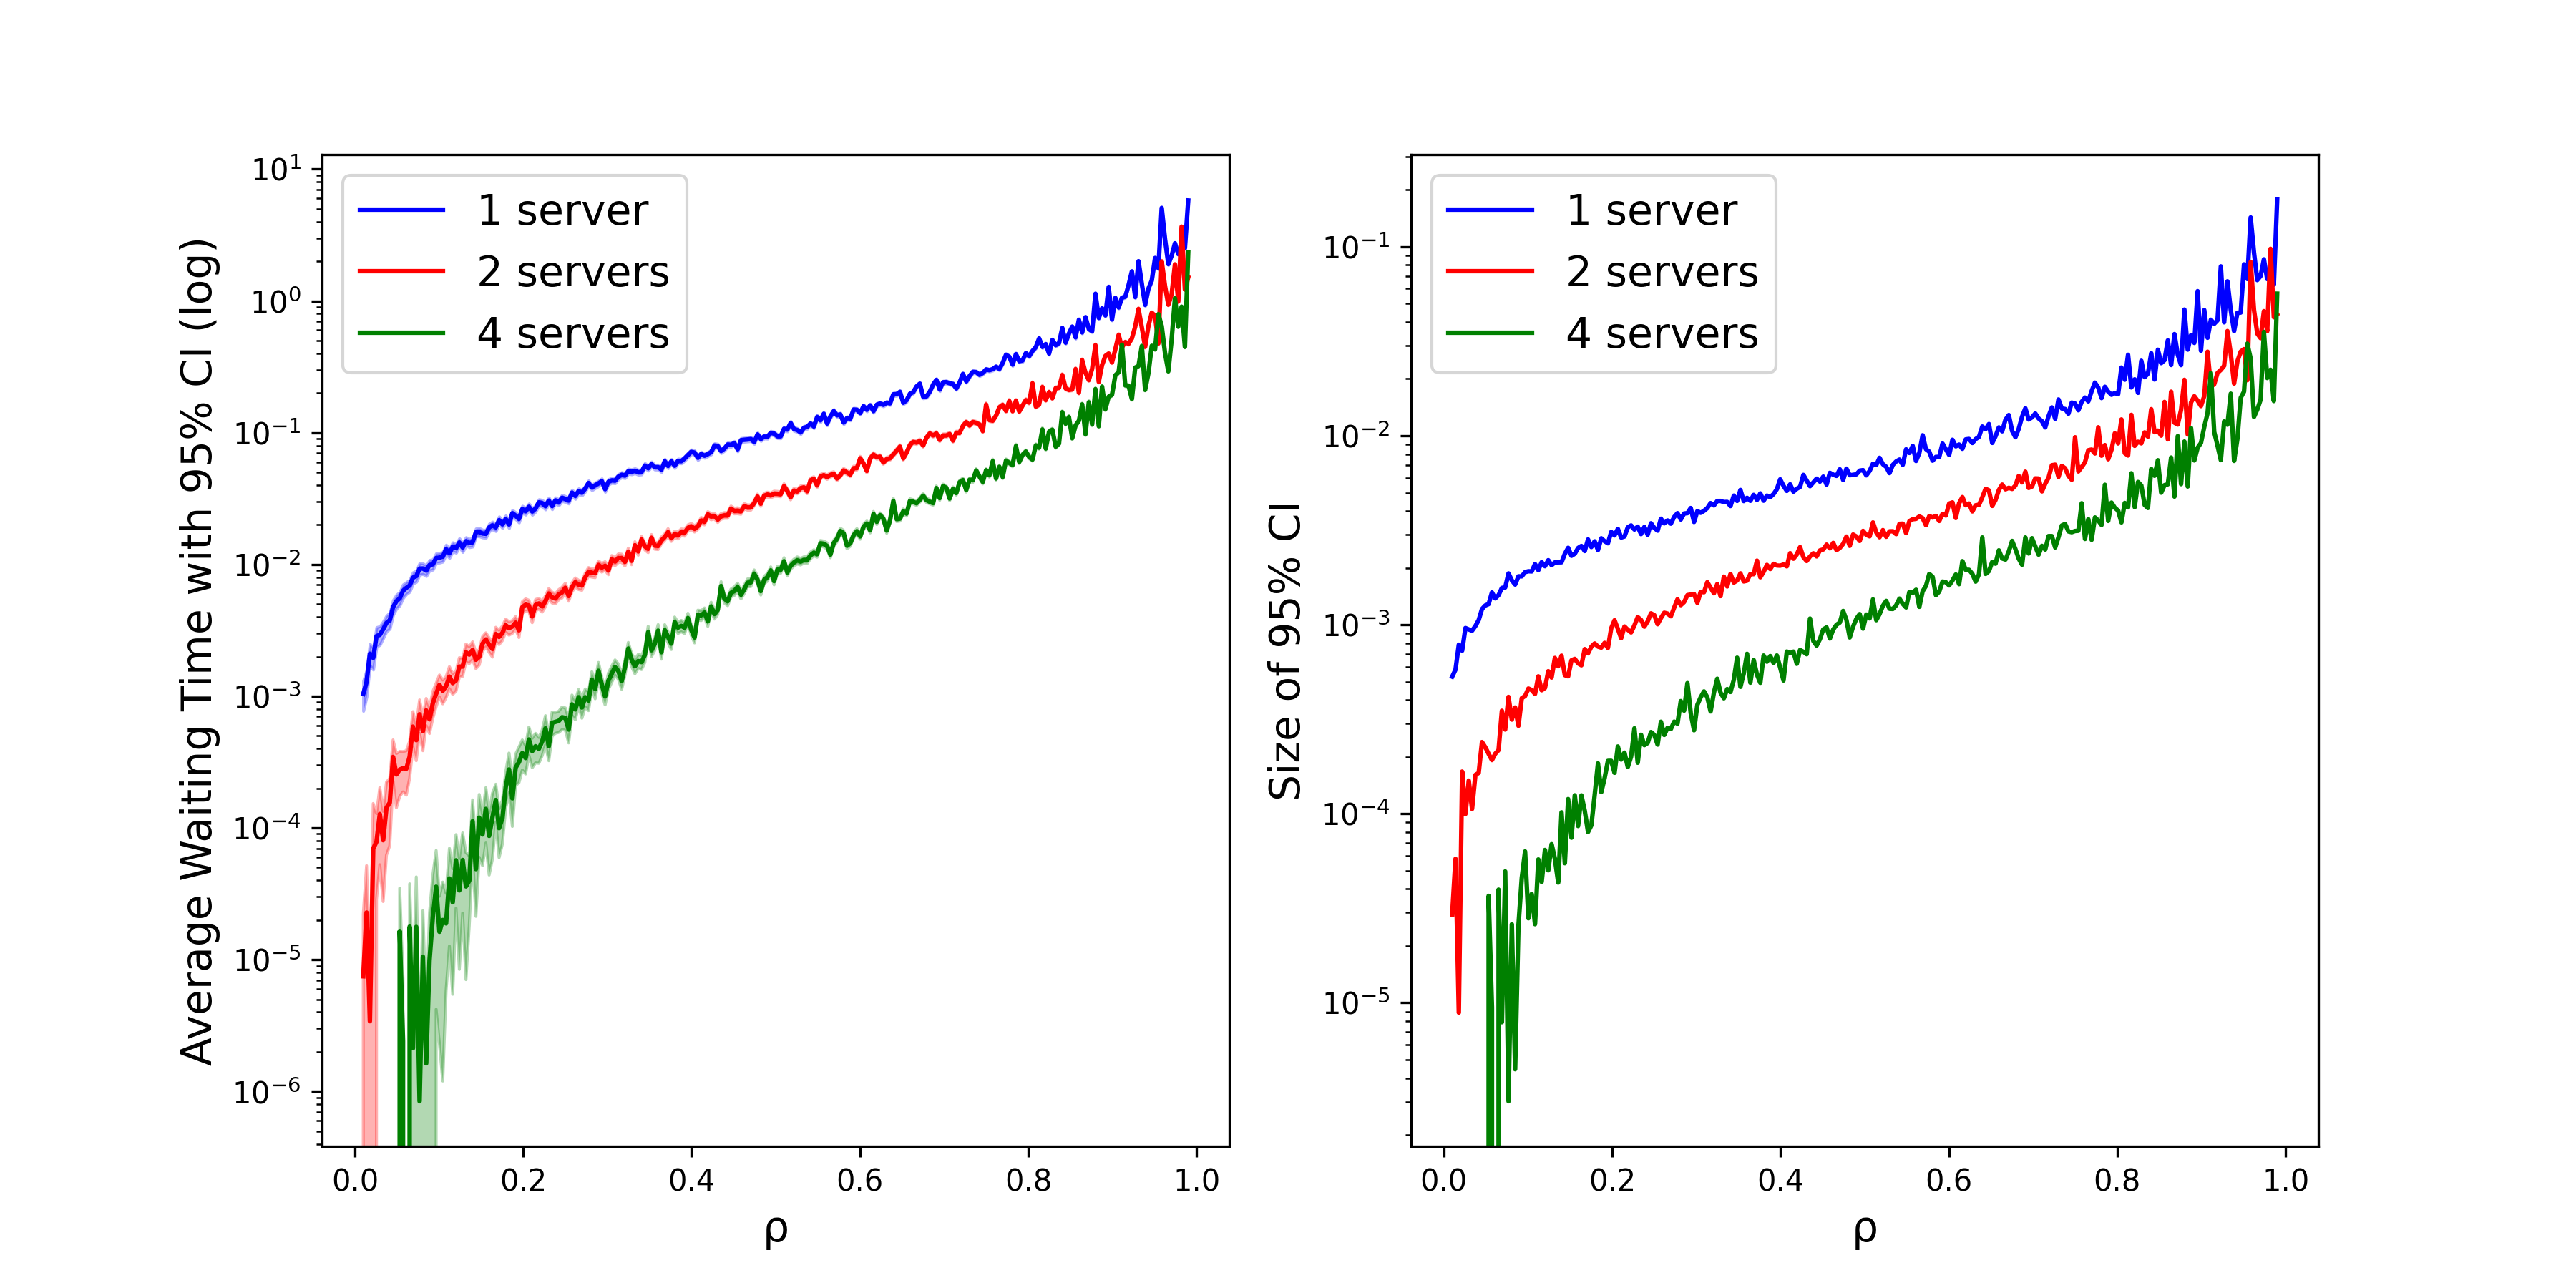 Average Waiting Time with 95% CI (log)
10¹
10⁰
10⁻¹
10⁻²
10⁻³
10⁻⁴
10⁻⁵
10⁻⁶
1 server
2 servers
4 servers
0.0 0.2 0.4 0.6 0.8 1.0
ρ
Size of 95% CI
10⁻¹
10⁻²
10⁻³
10⁻⁴
10⁻⁵
1 server
2 servers
4 servers
0.0 0.2 0.4 0.6 0.8 1.0
ρ